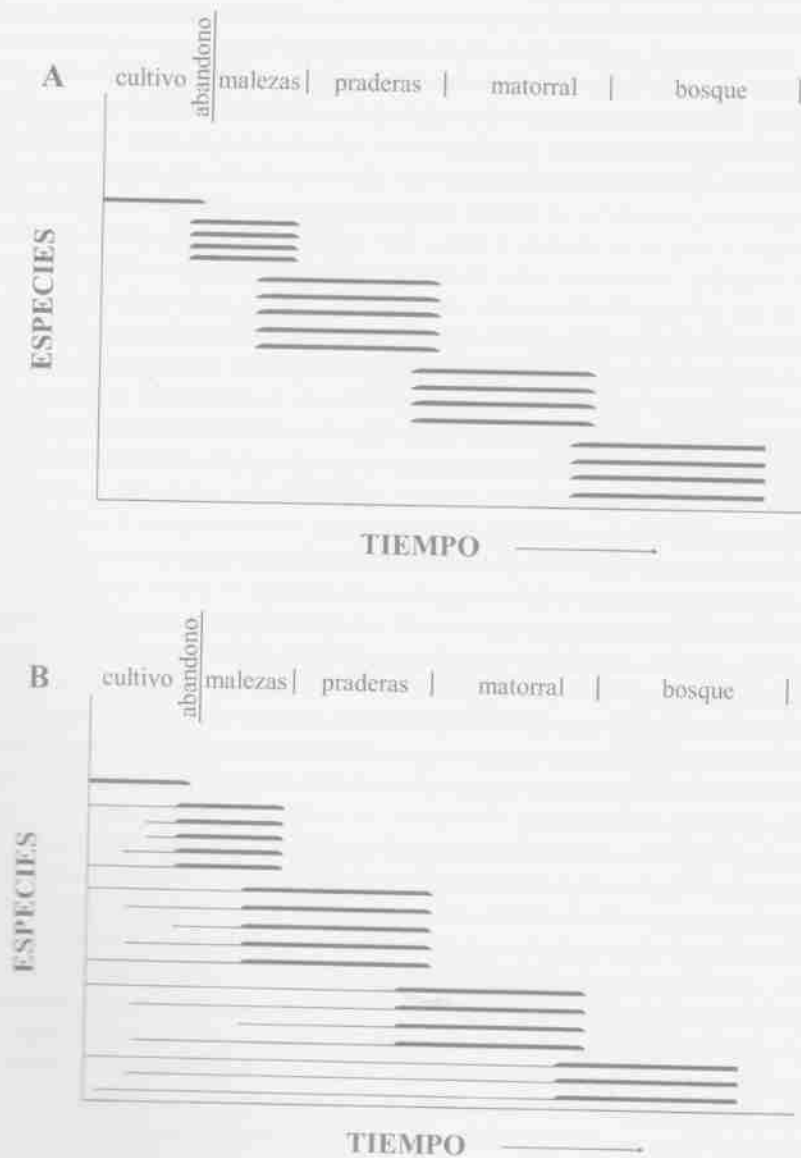 A
cultivo
abandono
malezas
praderas
matorral
bosque
ESPECIES
TIEMPO
B
cultivo
abandono
malezas
praderas
matorral
bosque
ESPECIES
TIEMPO